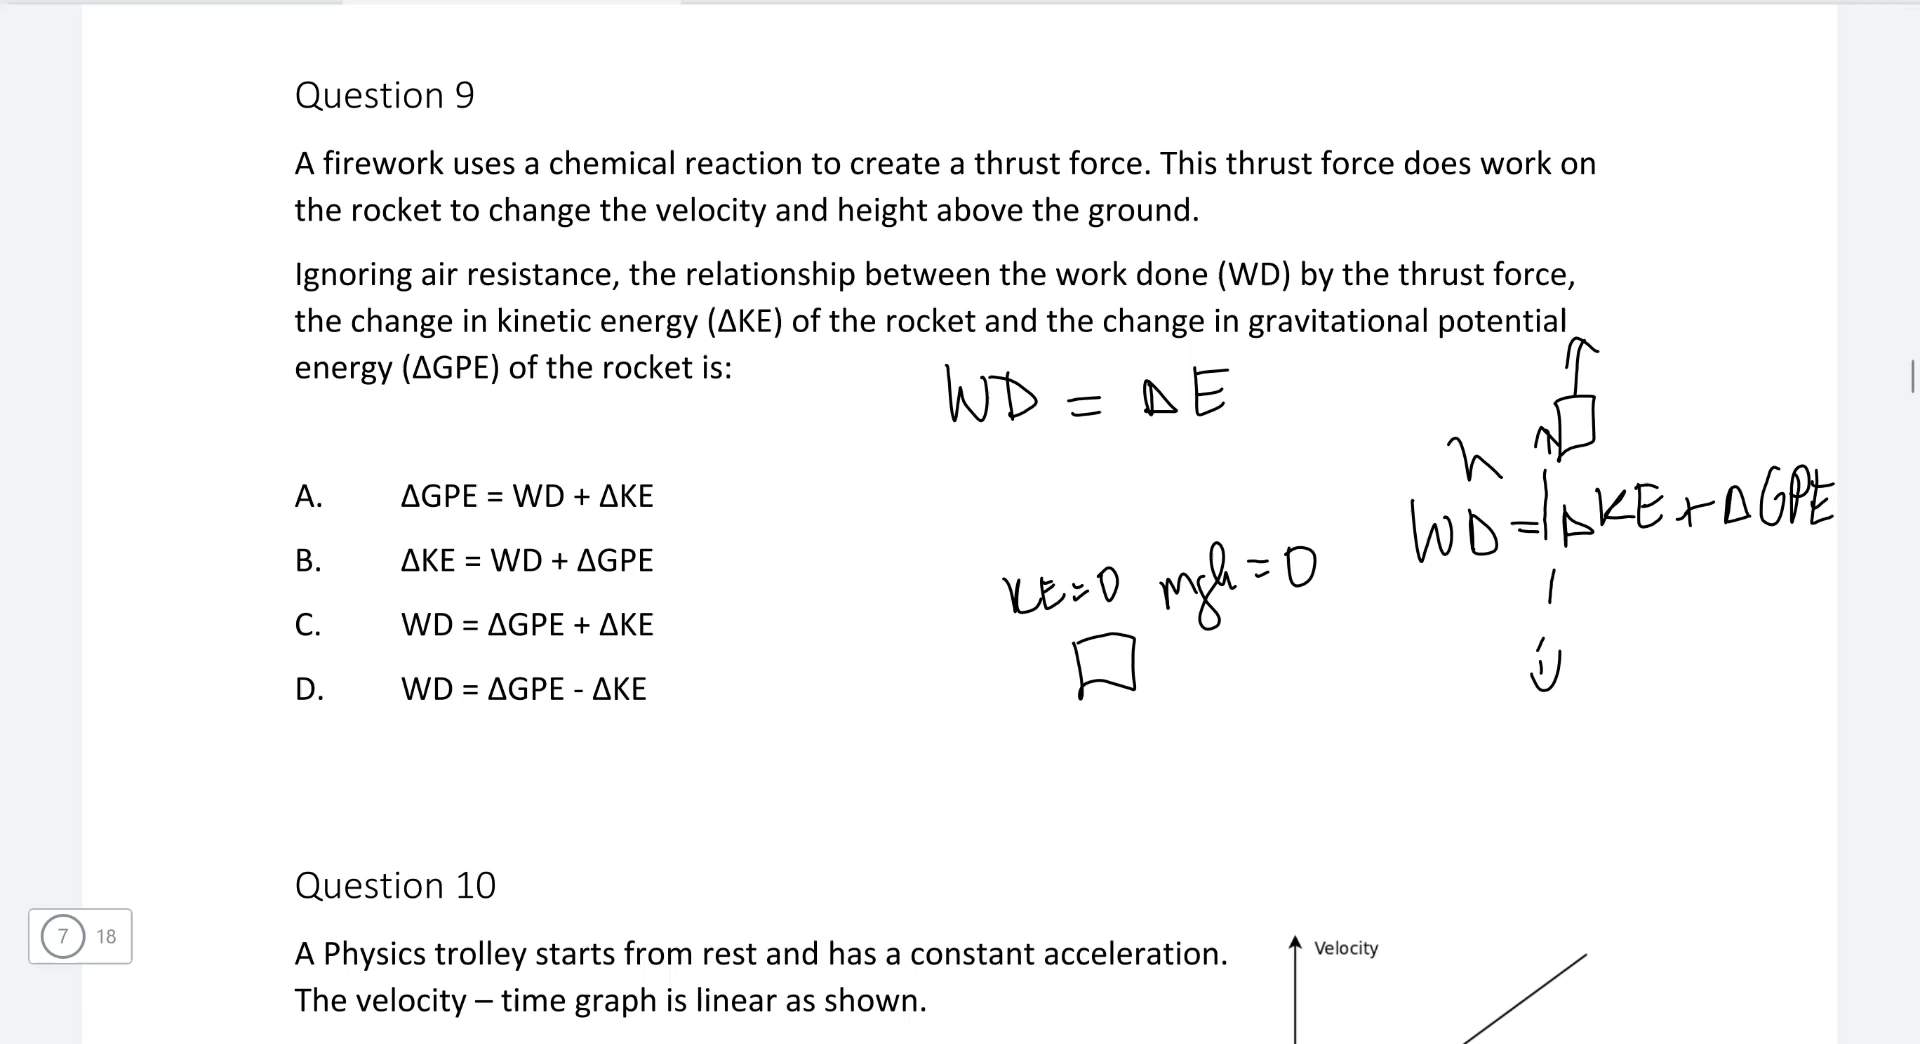 Question 9
A firework uses a chemical reaction to create a thrust force. This thrust force does work on
the rocket to change the velocity and height above the ground.
Ignoring air resistance, the relationship between the work done (WD) by the thrust force,
the change in kinetic energy (ΔKE) of the rocket and the change in gravitational potential
energy (ΔGPE) of the rocket is:
WD = ΔE
h
A. ΔGPE = WD + ΔKE
WD = ΔKE + ΔGPE
B. ΔKE = WD + ΔGPE
KE = 0 mgh = 0
C. WD = ΔGPE + ΔKE
D. WD = ΔGPE - ΔKE
Question 10
7 18
A Physics trolley starts from rest and has a constant acceleration.
Velocity
The velocity – time graph is linear as shown.